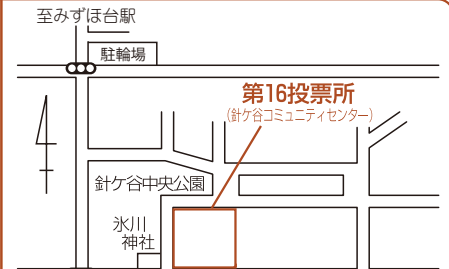 至みずほ台駅
駐輪場
第16投票所
(針ケ谷コミュニティセンター)
針ケ谷中央公園
氷川
神社